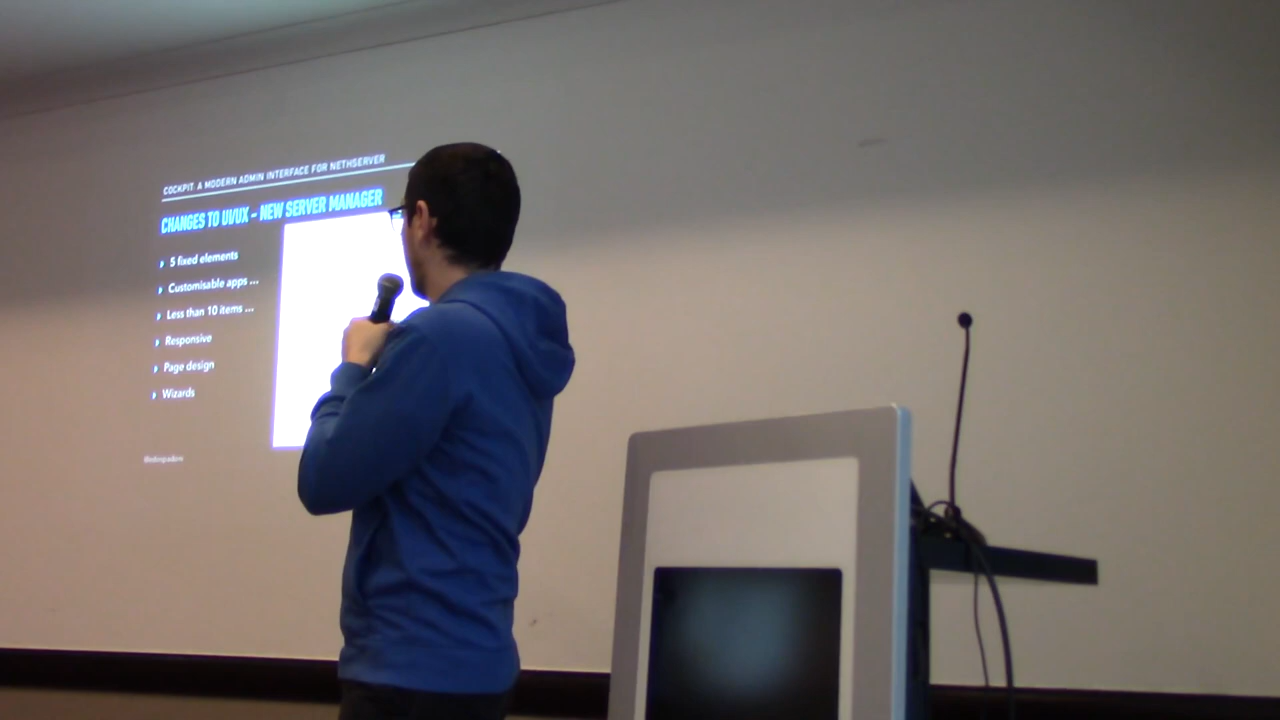 COCKPIT. A MODERN ADMIN INTERFACE FOR NETHSERVER
CHANGES TO UI/UX - NEW SERVER MANAGER
5 fixed elements
Customisable apps ...
Less than 10 items ...
Responsive
Page design
Wizards